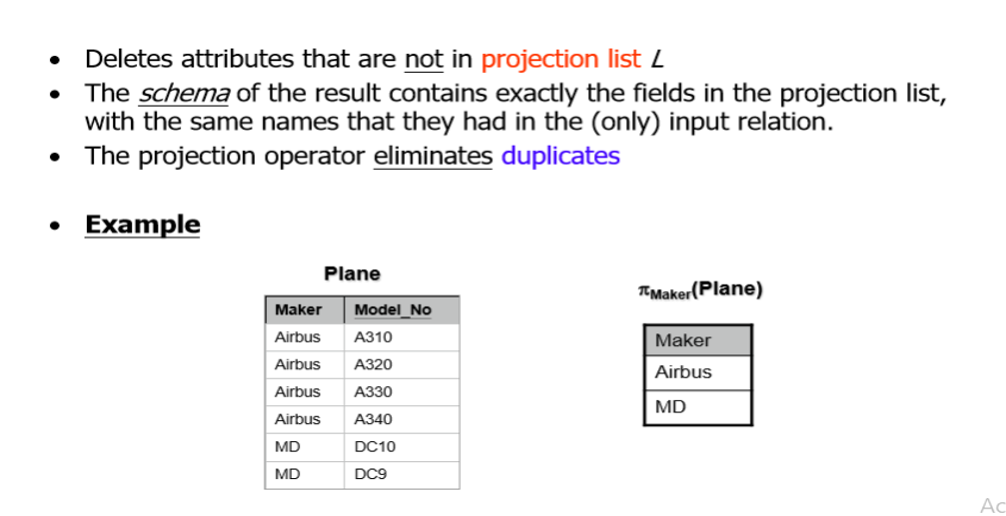 • Deletes attributes that are not in projection list L
• The schema of the result contains exactly the fields in the projection list,
with the same names that they had in the (only) input relation.
• The projection operator eliminates duplicates
• Example
Plane
Maker Model_No
Airbus A310
Airbus A320
Airbus A330
Airbus A340
MD DC10
MD DC9
πMaker(Plane)
Maker
Airbus
MD
Ac